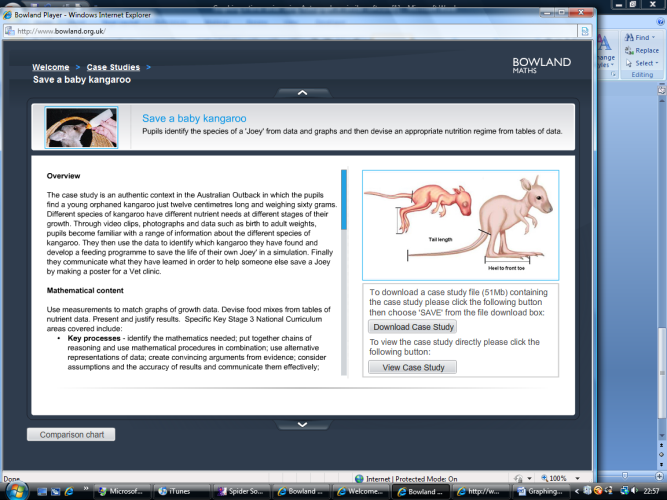 Bowland Player - Windows Internet Explorer
http://www.bowland.org.uk/
Welcome > Case Studies >
Save a baby kangaroo
BOWLAND
MATHS
Save a baby kangaroo
Pupils identify the species of a 'Joey' from data and graphs and then devise an appropriate nutrition regime from tables of data.
Overview
The case study is an authentic context in the Australian Outback in which the pupils
find a young orphaned kangaroo just twelve centimetres long and weighing sixty grams.
Different species of kangaroo have different nutrient needs at different stages of their
growth. Through video clips, photographs and data such as birth to adult weights,
pupils become familiar with a range of information about the different species of
kangaroo. They then use the data to identify which kangaroo they have found and
develop a feeding programme to save the life of their own Joey' in a simulation. Finally
they communicate what they have learned in order to help someone else save a Joey
by making a poster for a Vet clinic.
Mathematical content
Use measurements to match graphs of growth data. Devise food mixes from tables of
nutrient data. Present and justify results. Specific Key Stage 3 National Curriculum
areas covered include:
• Key processes - identify the mathematics needed; put together chains of
reasoning and use mathematical procedures in combination; use alternative
representations of data; create convincing arguments from evidence; consider
assumptions and the accuracy of results and communicate them effectively;
Tail length
Heel to front toe
To download a case study file (51Mb) containing
the case study please click the following button
then choose 'SAVE' from the file download box:
Download Case Study
To view the case study directly please click the
following button:
View Case Study
Comparison chart
Find
Replace
Select
Editing
Done
Internet | Protected Mode: On
100%
Microsof...
iTunes
Spider So...
Bowland ...
Welcome...
Bowland ...
http://w...
Graphing...
22:57